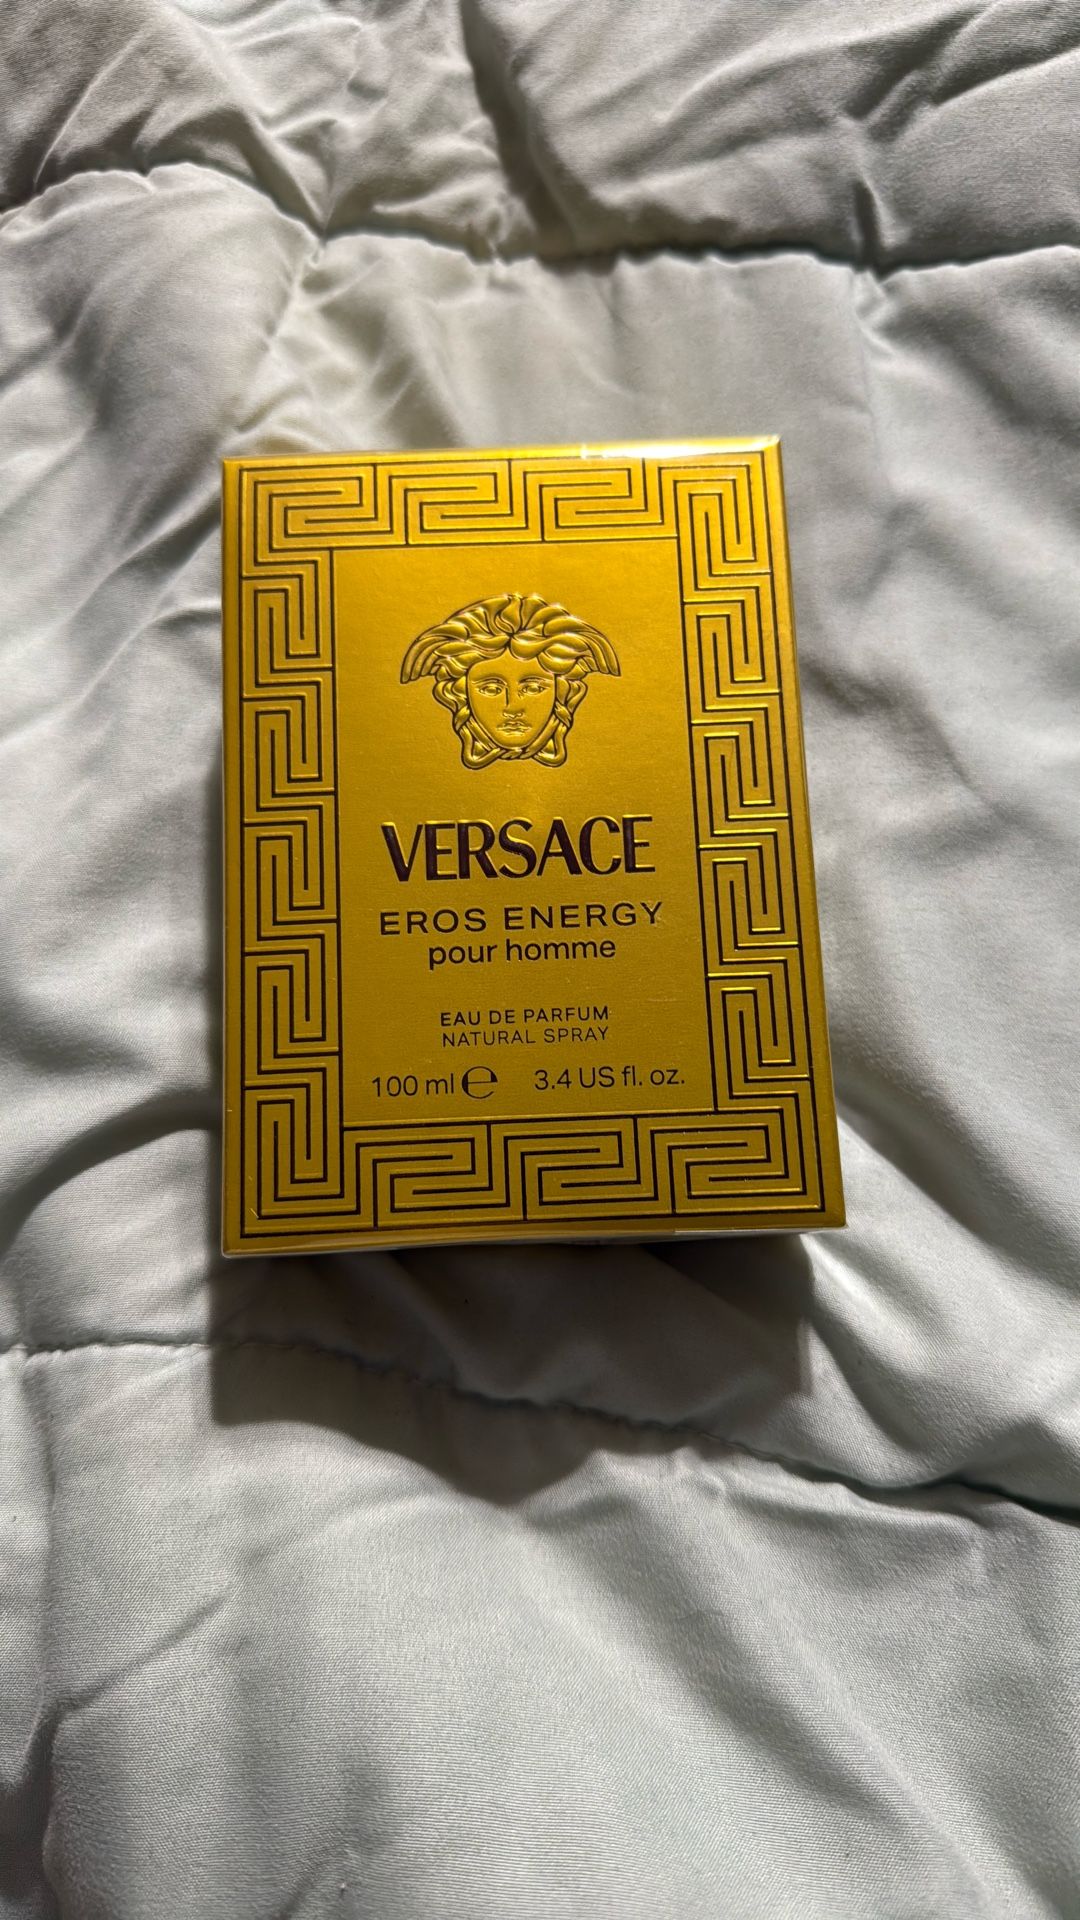 VERSACE
EROS ENERGY
pour homme
EAU DE PARFUM
NATURAL SPRAY
100 ml ℮ 3.4 US fl. oz.